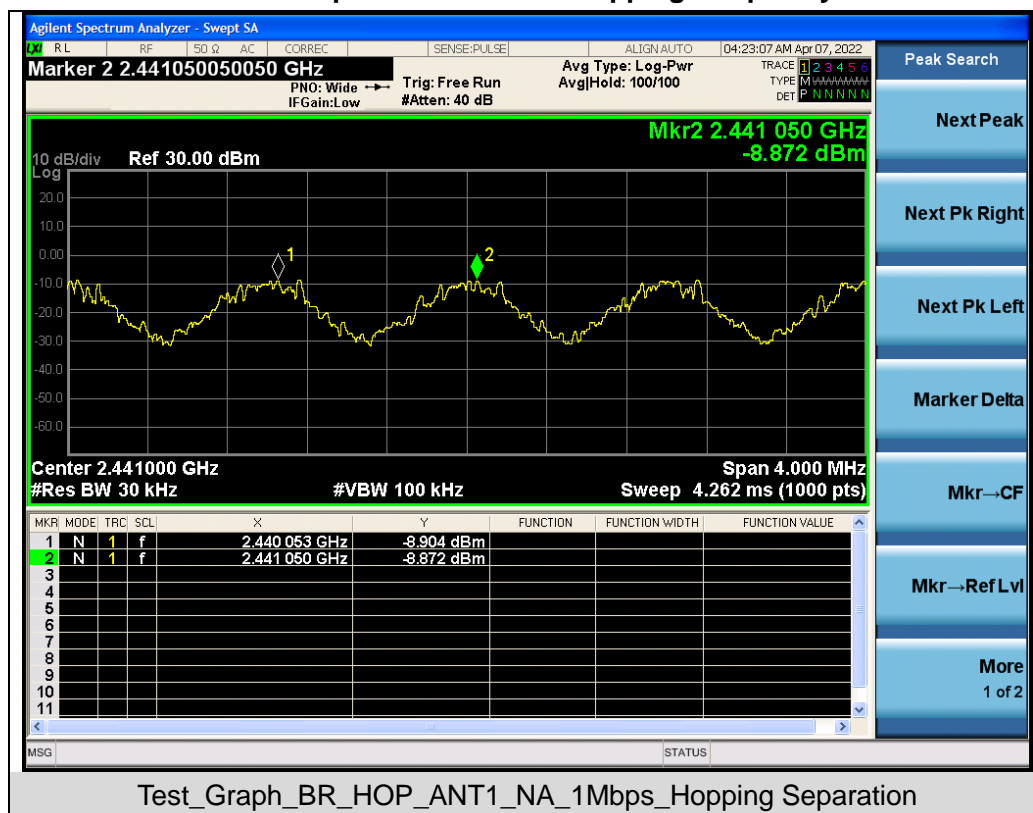 Agilent Spectrum Analyzer - Swept SA
LXI RL RF 50 Ω AC CORREC SENSE:PULSE ALIGN AUTO 04:23:07 AM Apr 07, 2022
Marker 2 2.441050050050 GHz
PNO: Wide
IFGain:Low
Trig: Free Run
#Atten: 40 dB
Avg Type: Log-Pwr
Avg|Hold: 100/100
TRACE 1 2 3 4 5 6
TYPE M
DET P N N N N N
Mkr2 2.441 050 GHz
-8.872 dBm
10 dB/div Ref 30.00 dBm
Log
20.0
10.0
0.00
-10.0
-20.0
-30.0
-40.0
-50.0
-60.0
1
2
Center 2.441000 GHz Span 4.000 MHz
#Res BW 30 kHz #VBW 100 kHz Sweep 4.262 ms (1000 pts)
MKR MODE TRC SCL X Y FUNCTION FUNCTION WIDTH FUNCTION VALUE
1 N 1 f 2.440 053 GHz -8.904 dBm
2 N 1 f 2.441 050 GHz -8.872 dBm
3
4
5
6
7
8
9
10
11
MSG STATUS
Peak Search
Next Peak
Next Pk Right
Next Pk Left
Marker Delta
Mkr→CF
Mkr→Ref Lvl
More
1 of 2
Test_Graph_BR_HOP_ANT1_NA_1Mbps_Hopping Separation